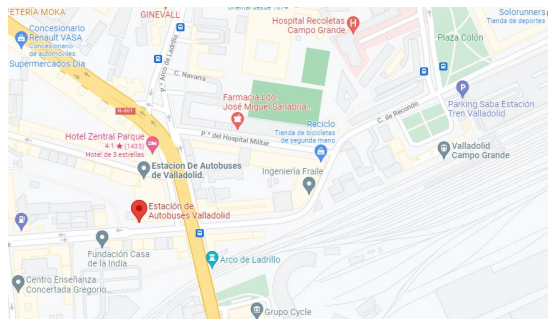 FETERÍA MOKA
GINEVALL
Solorunners
Tienda de deportes
Hospital Recoletas
Campo Grande
Concesionario
Renault VASA
Concesionario
de automóviles
Supermercados Dia
P.º Arco de Ladrillo
C. Navarra
Plaza Colón
Farmacia Ldo.
José Miguel Sanabria...
N-601
P.º del Hospital Militar
Reciclo
Tienda de bicicletas
de segunda mano
C. de Recondo
Parking Saba Estación
Tren Valladolid
Hotel Zentral Parque
4.1 ★ (1433)
Hotel de 3 estrellas
Valladolid
Campo Grande
Estacion De Autobuses
de Valladolid.
Ingeniería Fraile
Estación de
Autobuses Valladolid
Fundación Casa
de la India
Arco de Ladrillo
Centro Enseñanza
Concertada Gregorio...
Grupo Cycle